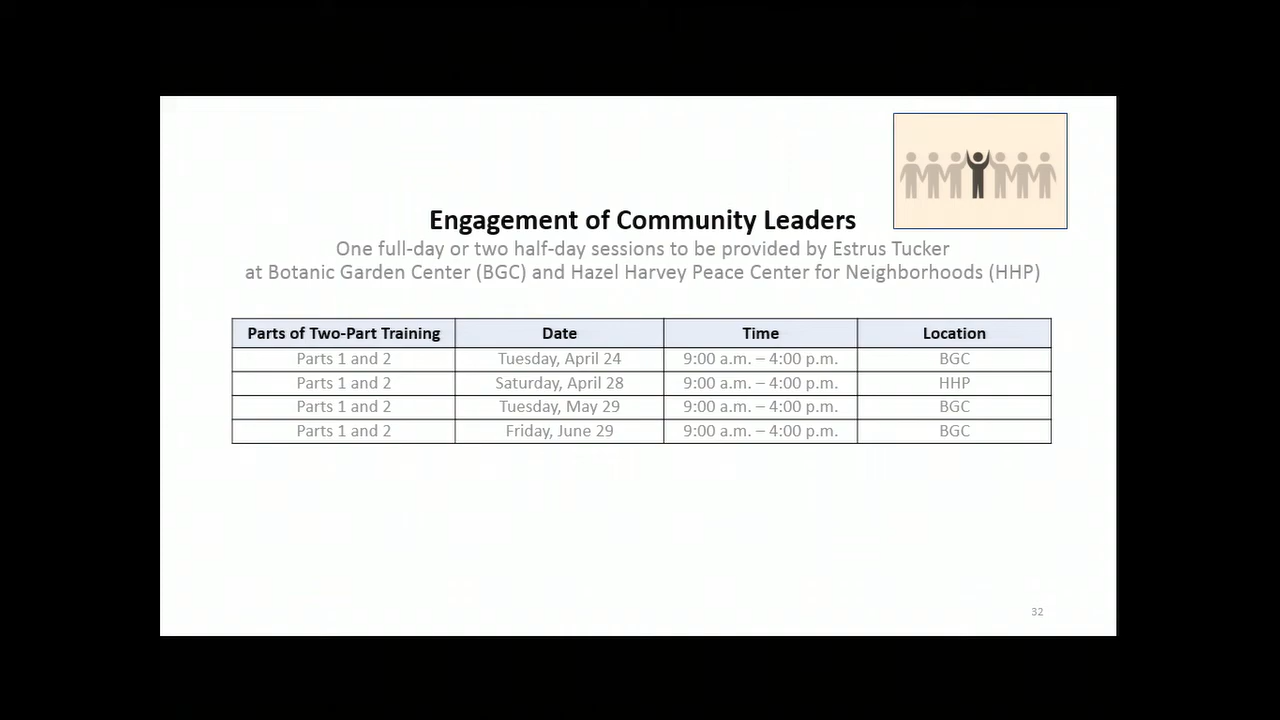 Engagement of Community Leaders
One full-day or two half-day sessions to be provided by Estrus Tucker
at Botanic Garden Center (BGC) and Hazel Harvey Peace Center for Neighborhoods (HHP)
Parts of Two-Part Training Date Time Location
Parts 1 and 2 Tuesday, April 24 9:00 a.m. – 4:00 p.m. BGC
Parts 1 and 2 Saturday, April 28 9:00 a.m. – 4:00 p.m. HHP
Parts 1 and 2 Tuesday, May 29 9:00 a.m. – 4:00 p.m. BGC
Parts 1 and 2 Friday, June 29 9:00 a.m. – 4:00 p.m. BGC
32